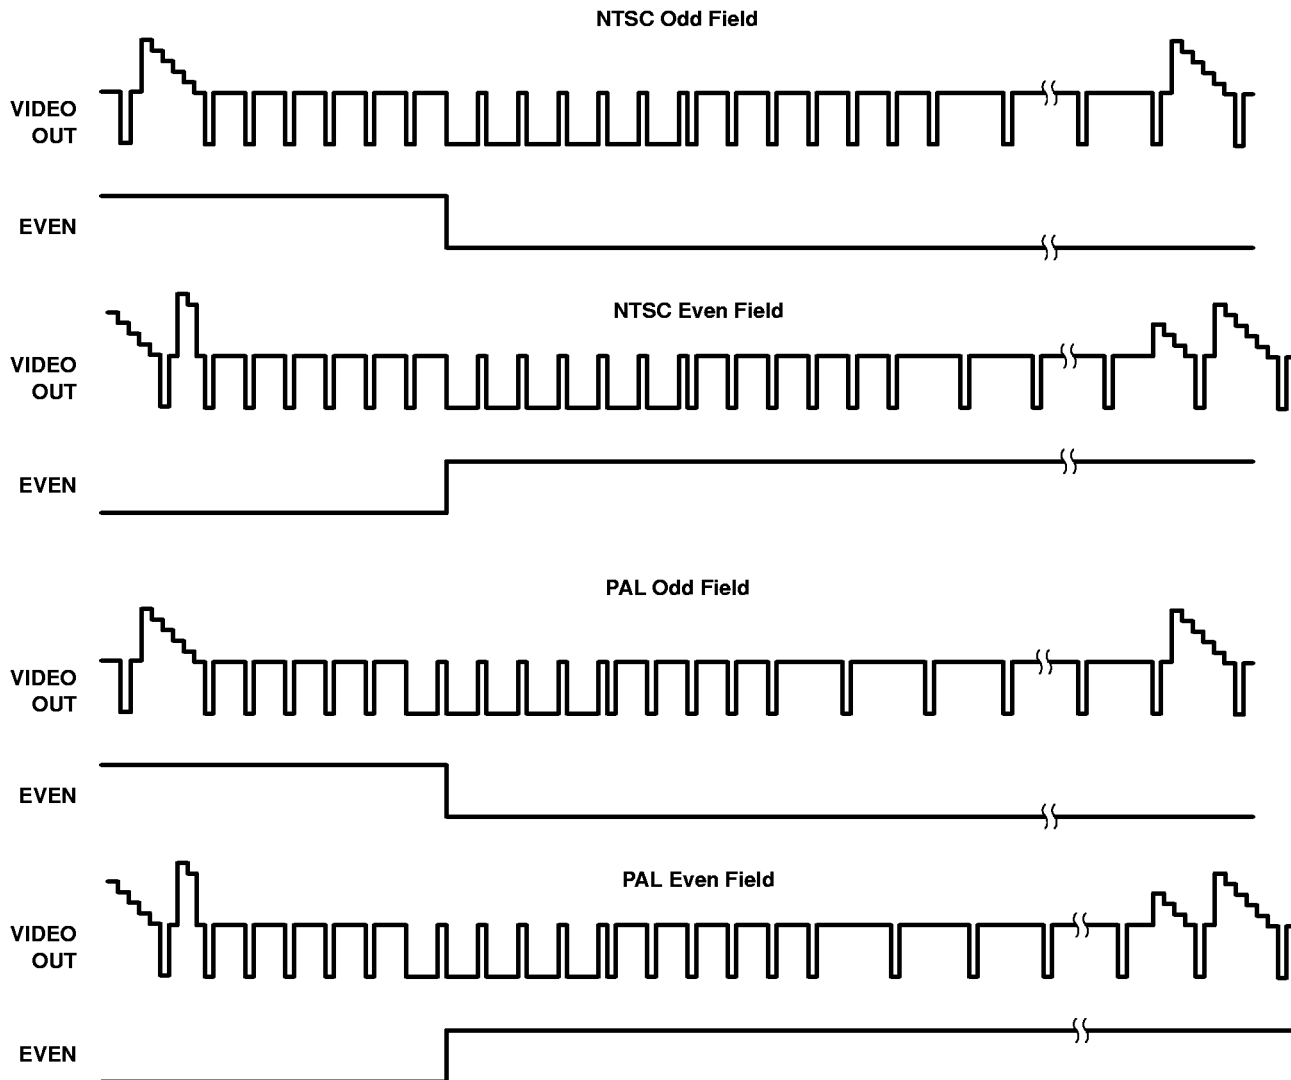 NTSC Odd Field
VIDEO
OUT
EVEN
NTSC Even Field
VIDEO
OUT
EVEN
PAL Odd Field
VIDEO
OUT
EVEN
PAL Even Field
VIDEO
OUT
EVEN